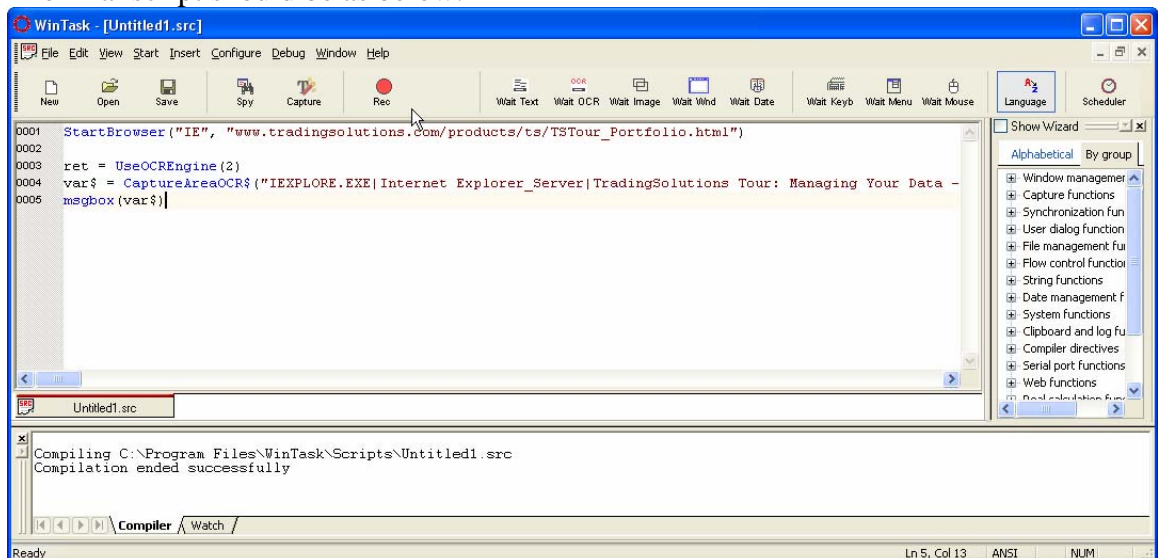 WinTask - [Untitled1.src]
File Edit View Start Insert Configure Debug Window Help
New Open Save Spy Capture Rec Wait Text Wait OCR Wait Image Wait Wnd Wait Date Wait Keyb Wait Menu Wait Mouse Language Scheduler
0001 StartBrowser("IE", "www.tradingsolutions.com/products/ts/TSTour_Portfolio.html")
0002
0003 ret = UseOCREngine(2)
0004 var$ = CaptureAreaOCR$("IEXPLORE.EXE|Internet Explorer_Server|TradingSolutions Tour: Managing Your Data -
0005 msgbox(var$)
Show Wizard
Alphabetical By group
Window managemer
Capture functions
Synchronization fun
User dialog function
File management fur
Flow control function
String functions
Date management f
System functions
Clipboard and log fu
Compiler directives
Serial port functions
Web functions
Untitled1.src
Compiling C:\Program Files\WinTask\Scripts\Untitled1.src
Compilation ended successfully
Compiler Watch
Ready Ln 5, Col 13 ANSI NUM